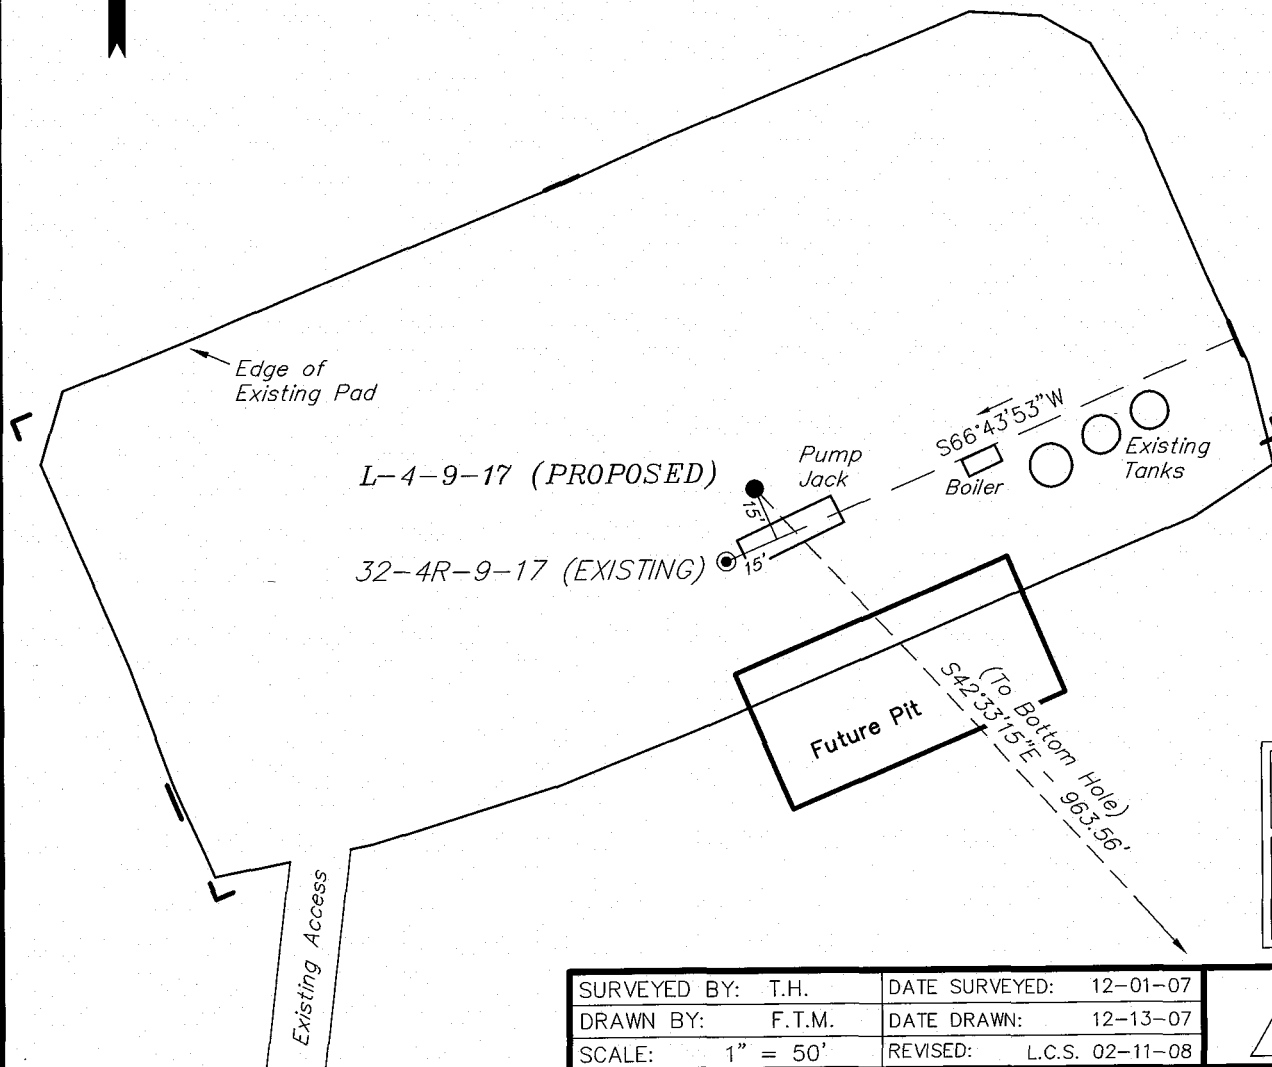 Edge of
Existing Pad
L-4-9-17 (PROPOSED)
Pump
Jack
S66°43'53"W
Boiler
Existing
Tanks
15'
32-4R-9-17 (EXISTING)
15'
Future Pit
(To Bottom Hole)
S42°33'15"E - 963.56'
Existing Access
SURVEYED BY: T.H.
DATE SURVEYED: 12-01-07
DRAWN BY: F.T.M.
DATE DRAWN: 12-13-07
SCALE: 1" = 50'
REVISED: L.C.S. 02-11-08